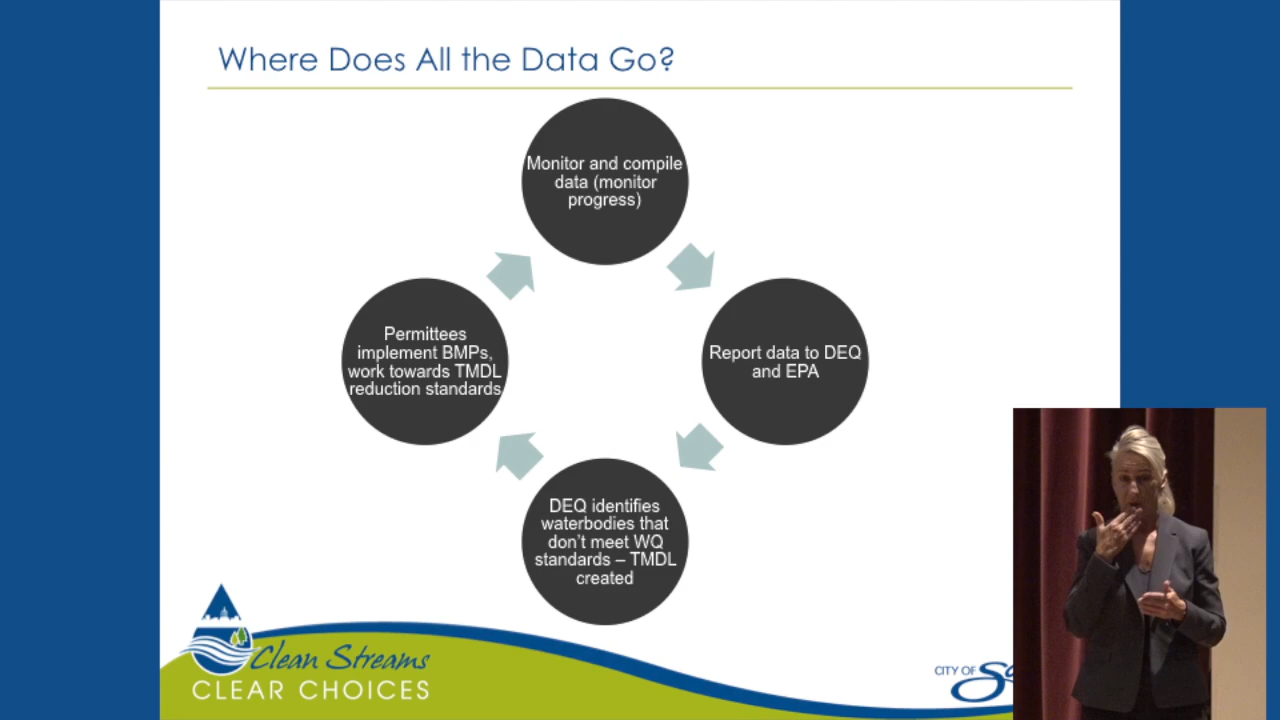 Where Does All the Data Go?
Monitor and compile
data (monitor
progress)
Report data to DEQ
and EPA
DEQ identifies
waterbodies that
don't meet WQ
standards – TMDL
created
Permittees
implement BMPs,
work towards TMDL
reduction standards
Clean Streams
CLEAR CHOICES
CITY OF